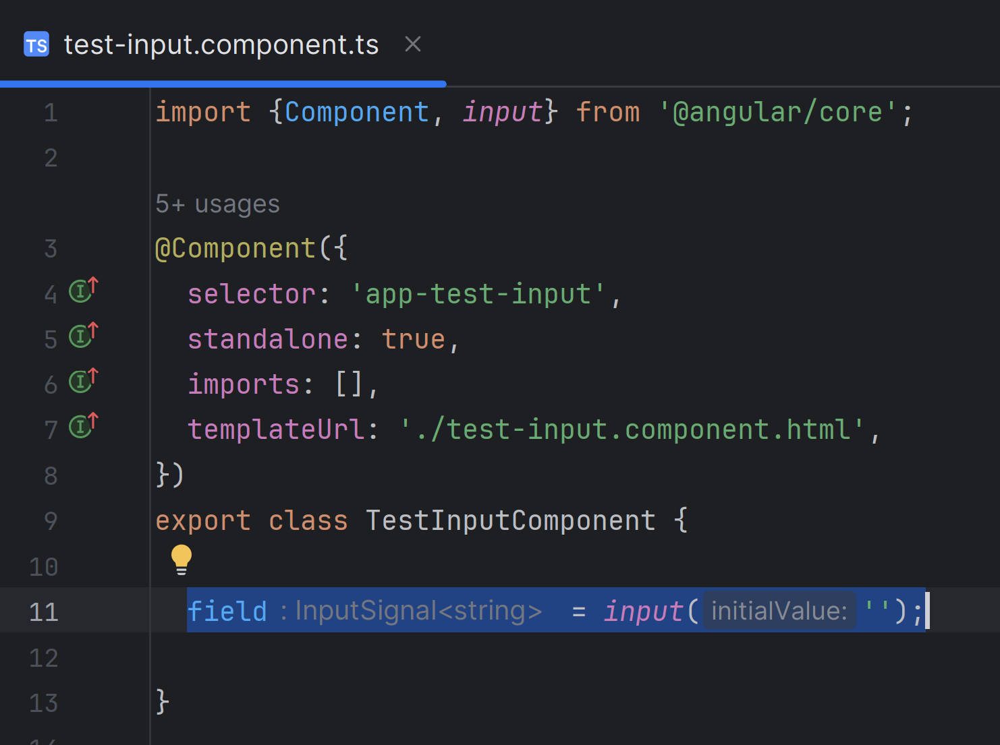 TS test-input.component.ts
1 import {Component, input} from '@angular/core';
2
5+ usages
3 @Component({
4 selector: 'app-test-input',
5 standalone: true,
6 imports: [],
7 templateUrl: './test-input.component.html',
8 })
9 export class TestInputComponent {
10
11 field : InputSignal<string> = input( initialValue: '');
12
13 }